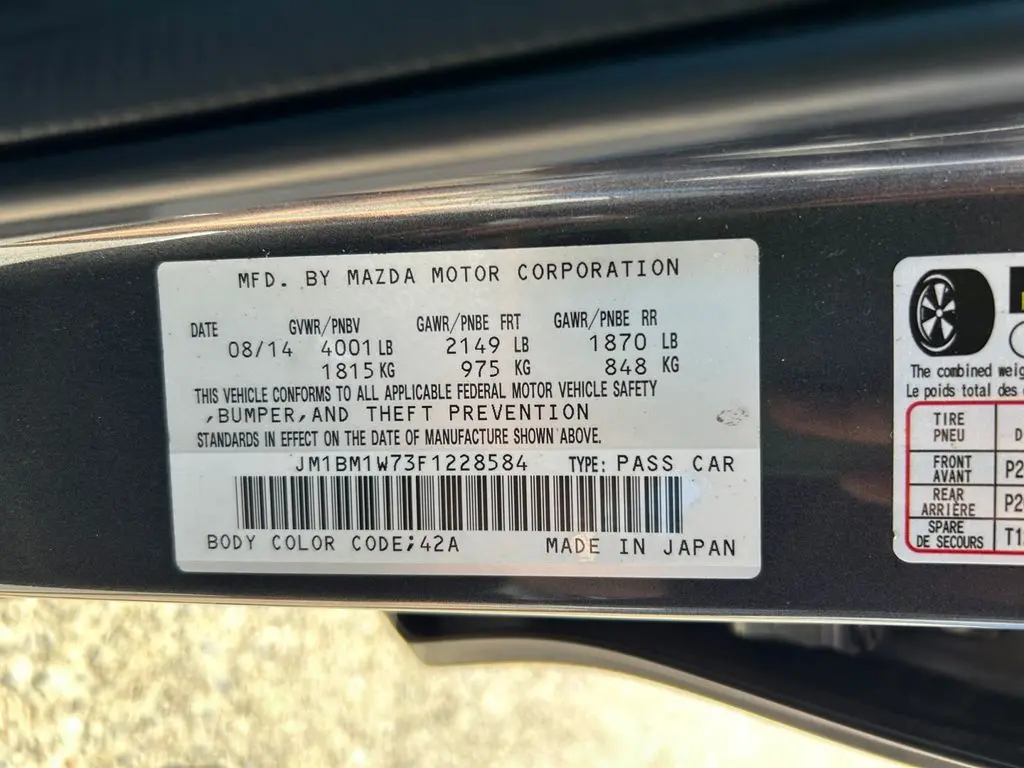 MFD. BY MAZDA MOTOR CORPORATION
DATE GVWR/PNBV GAWR/PNBE FRT GAWR/PNBE RR
08/14 4001 LB 2149 LB 1870 LB
1815 KG 975 KG 848 KG
THIS VEHICLE CONFORMS TO ALL APPLICABLE FEDERAL MOTOR VEHICLE SAFETY
,BUMPER,AND THEFT PREVENTION
STANDARDS IN EFFECT ON THE DATE OF MANUFACTURE SHOWN ABOVE.
JM1BM1W73F1228584 TYPE: PASS CAR
BODY COLOR CODE;42A MADE IN JAPAN
The combined
Le poids total des
TIRE
PNEU
FRONT
AVANT
REAR
ARRIÈRE
SPARE
DE SECOURS